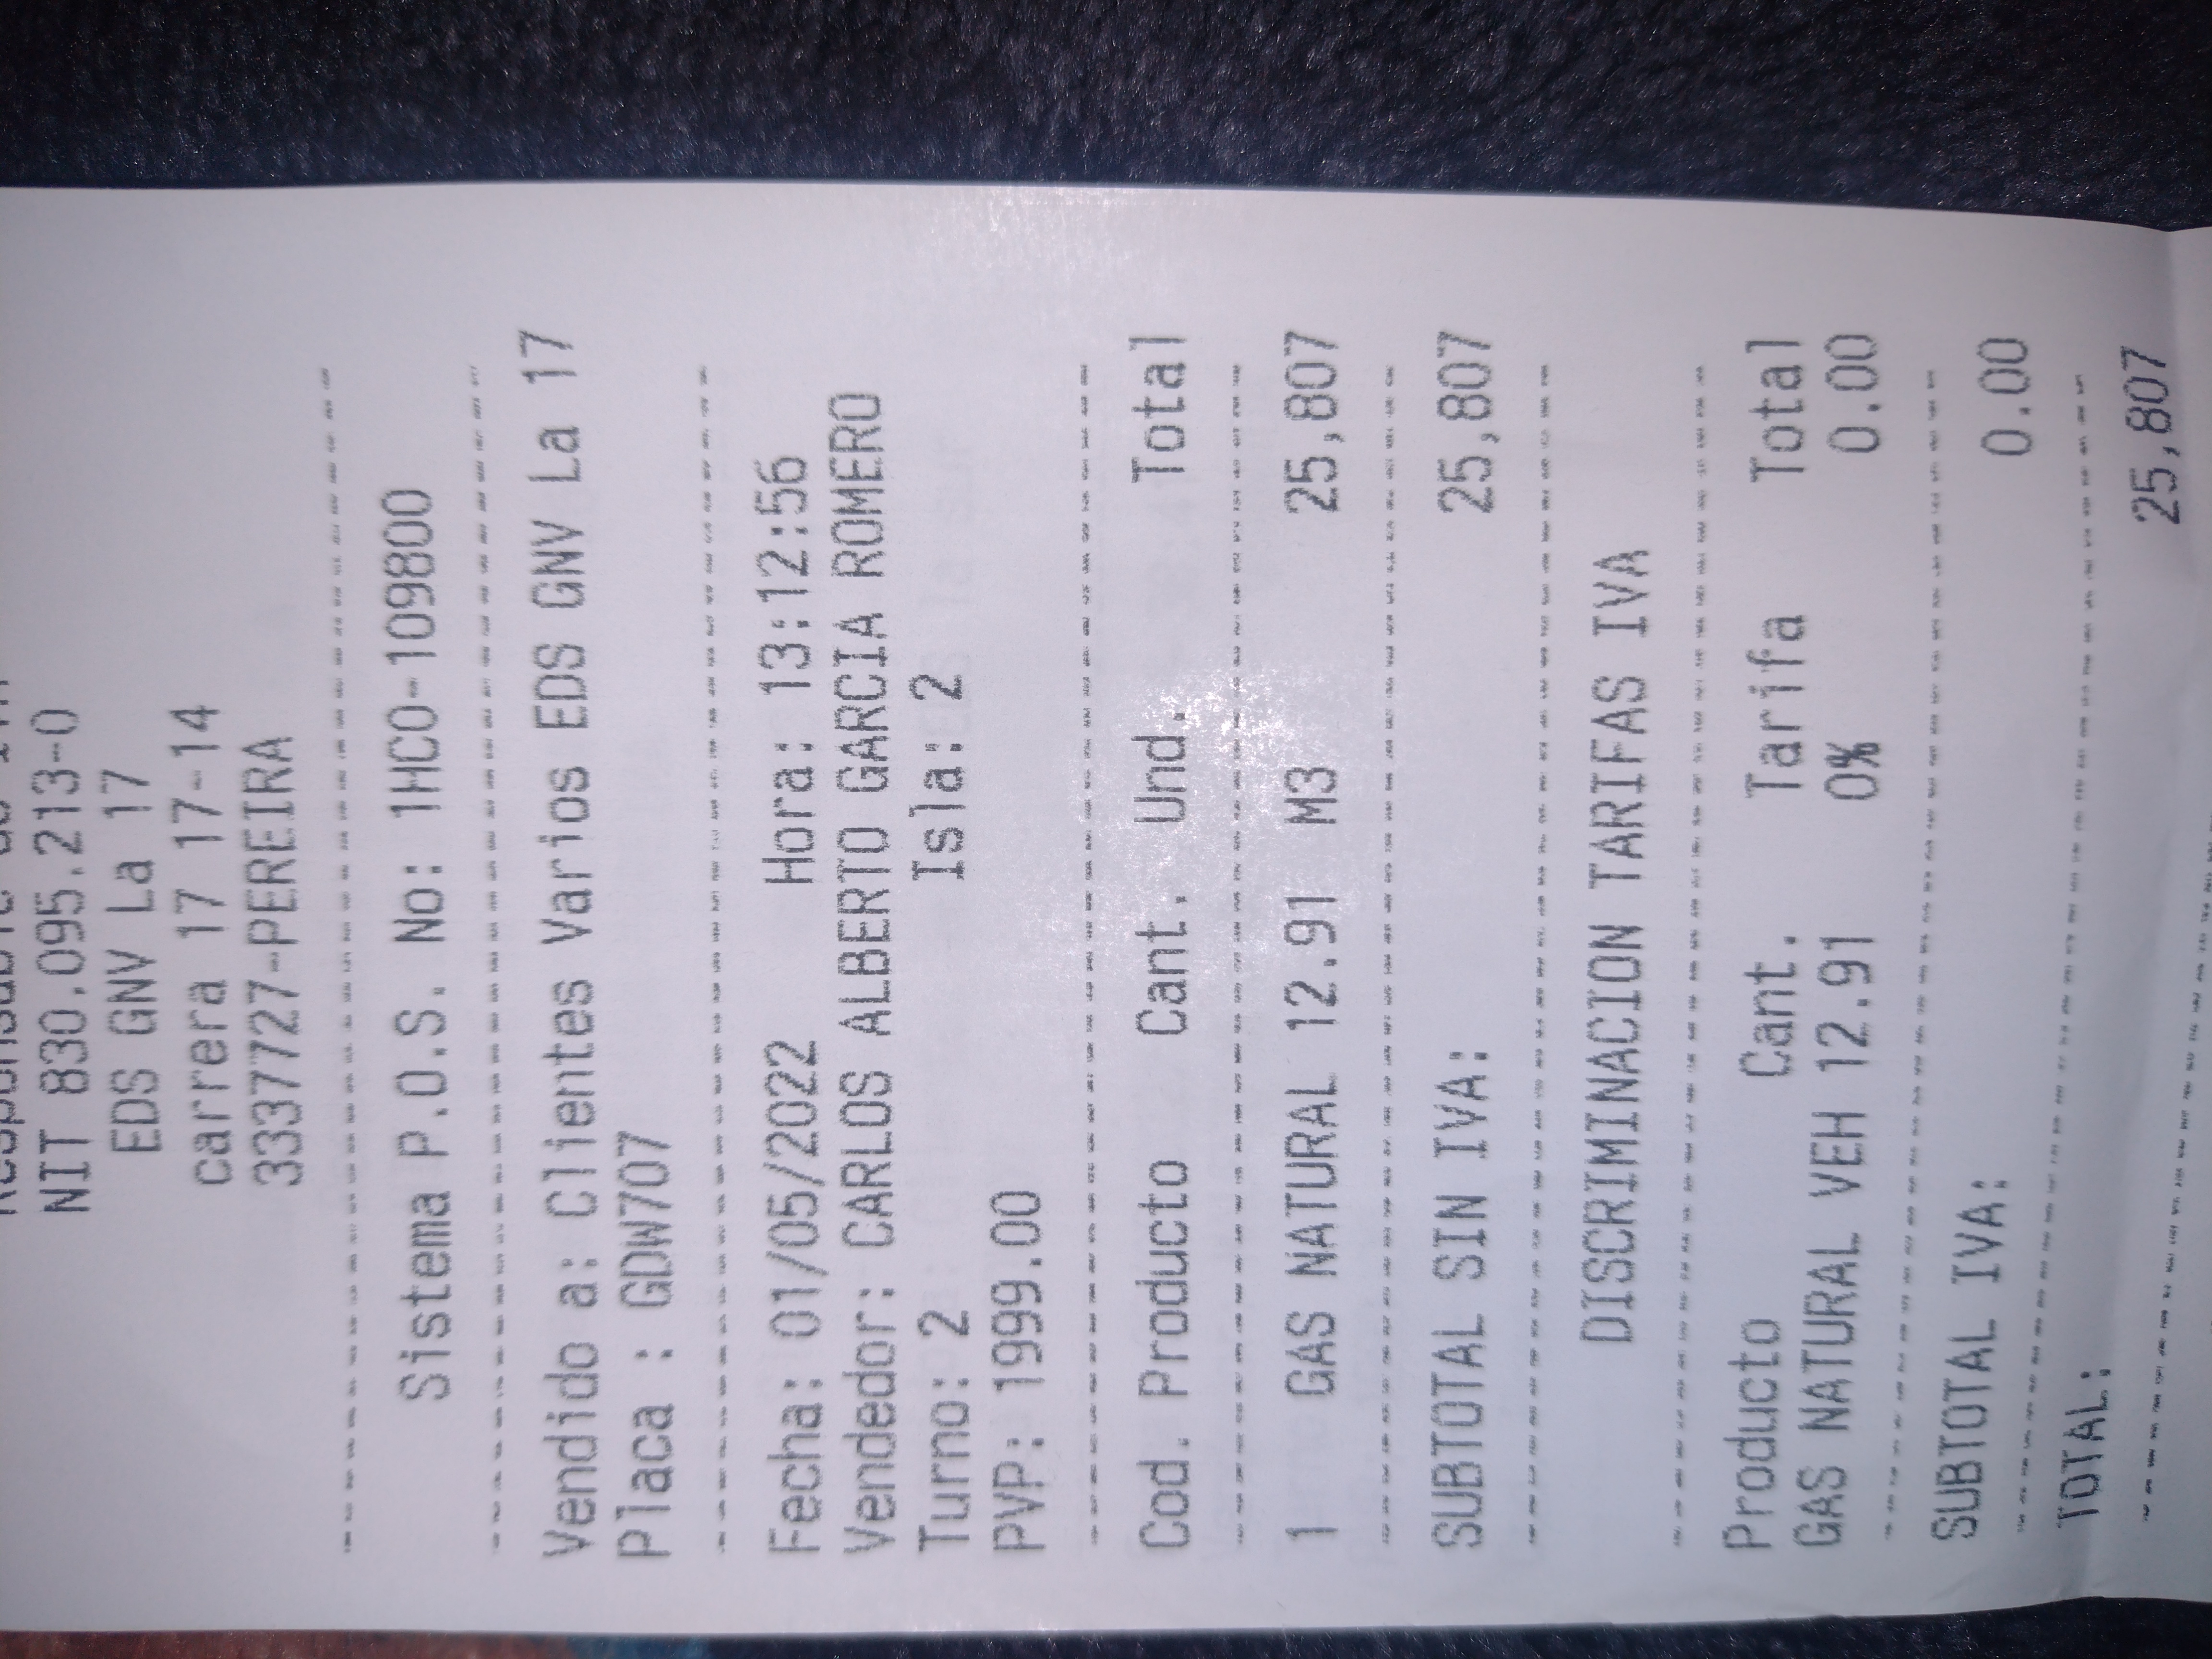 NIT 830.095.213-0
EDS GNV La 17
carrera 17 17-14
3337727-PEREIRA
Sistema P.O.S. No: 1HCO-109800
Vendido a: Clientes Varios EDS GNV La 17
Placa : GDW707
Fecha: 01/05/2022 Hora: 13:12:56
Vendedor: CARLOS ALBERTO GARCIA ROMERO
Turno: 2 Isla: 2
PVP: 1999.00
Cod. Producto Cant. Und. Total
1 GAS NATURAL 12.91 M3 25,807
SUBTOTAL SIN IVA: 25,807
DISCRIMINACION TARIFAS IVA
Producto Cant. Tarifa Total
GAS NATURAL VEH 12.91 0% 0.00
SUBTOTAL IVA: 0.00
TOTAL: 25,807